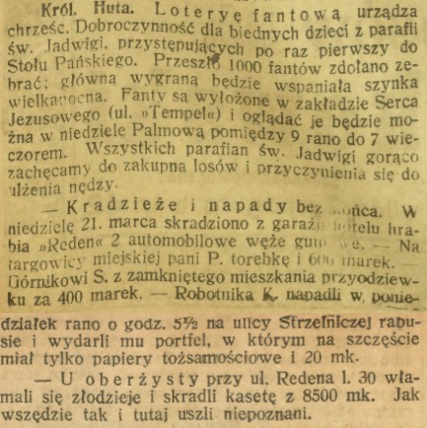 Król. Huta. Loteryę fantową urządza
chrześc. Dobroczynność dla biednych dzieci z parafii
św. Jadwigi, przystępujących po raz pierwszy do
Stołu Pańskiego. Przeszło 1000 fantów zdołano ze-
brać; główną wygraną będzie wspaniała szynka
wielkanocna. Fanty są wyłożone w zakładzie Serca
Jezusowego (ul. »Tempel«) i oglądać je będzie mo-
żna w niedziele Palmową pomiędzy 9 rano do 7 wie-
czorem. Wszystkich parafian św. Jadwigi gorąco
zachęcamy do zakupna losów i przyczynienia się do
ulżenia nędzy.
— Kradzieże i napady bez końca. W
niedzielę 21. marca skradziono z garażu hotelu hra-
bia »Reden« 2 automobilowe węże gumowe. — Na
targowicy miejskiej pani P. torebkę i 600 marek.
Górnikowi S. z zamkniętego mieszkania przyodziew-
ku za 400 marek. — Robotnika K. napadli w ponie-
działek rano o godz. 5½ na ulicy Strzelniczej rabu-
sie i wydarli mu portfel, w którym na szczęście
miał tylko papiery tożsamościowe i 20 mk.
— U oberżysty przy ul. Redena l. 30 wła-
mali się złodzieje i skradli kasetę z 8500 mk. Jak
wszędzie tak i tutaj uszli niepoznani.